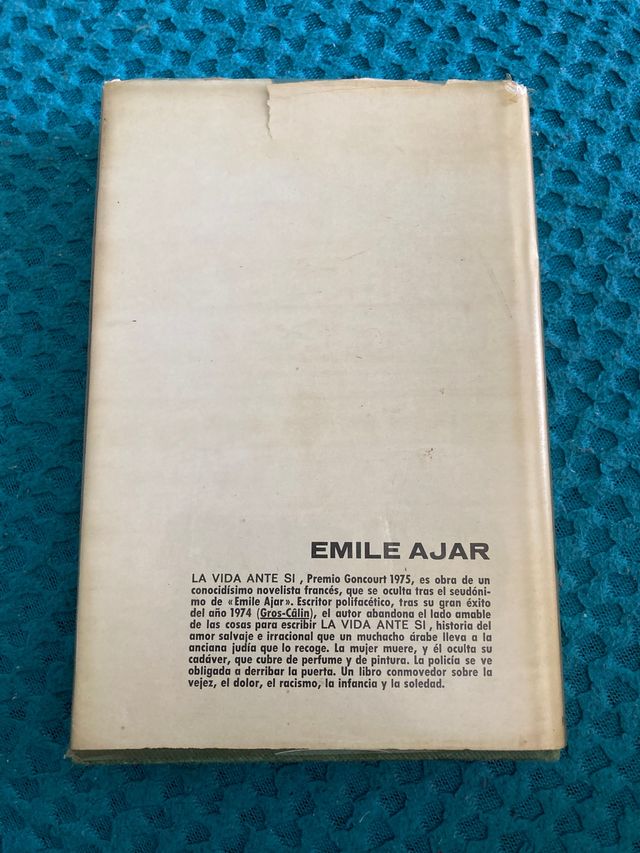 EMILE AJAR
LA VIDA ANTE SI , Premio Goncourt 1975, es obra de un
conocidísimo novelista francés, que se oculta tras el seudóni-
mo de «Emile Ajar». Escritor polifacético, tras su gran éxito
del año 1974 (Gros-Câlin), el autor abandona el lado amable
de las cosas para escribir LA VIDA ANTE SI , historia del
amor salvaje e irracional que un muchacho árabe lleva a la
anciana judía que lo recoge. La mujer muere, y él oculta su
cadáver, que cubre de perfume y de pintura. La policía se ve
obligada a derribar la puerta. Un libro conmovedor sobre la
vejez, el dolor, el racismo, la infancia y la soledad.